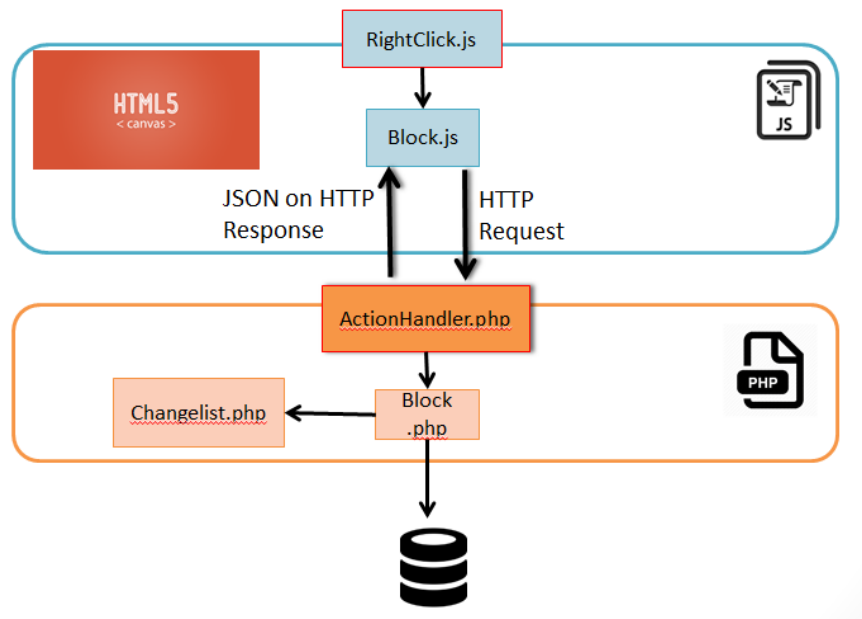 RightClick.js
HTML5
< canvas >
JS
Block.js
JSON on HTTP
Response
HTTP
Request
ActionHandler.php
PHP
Changelist.php
Block
.php